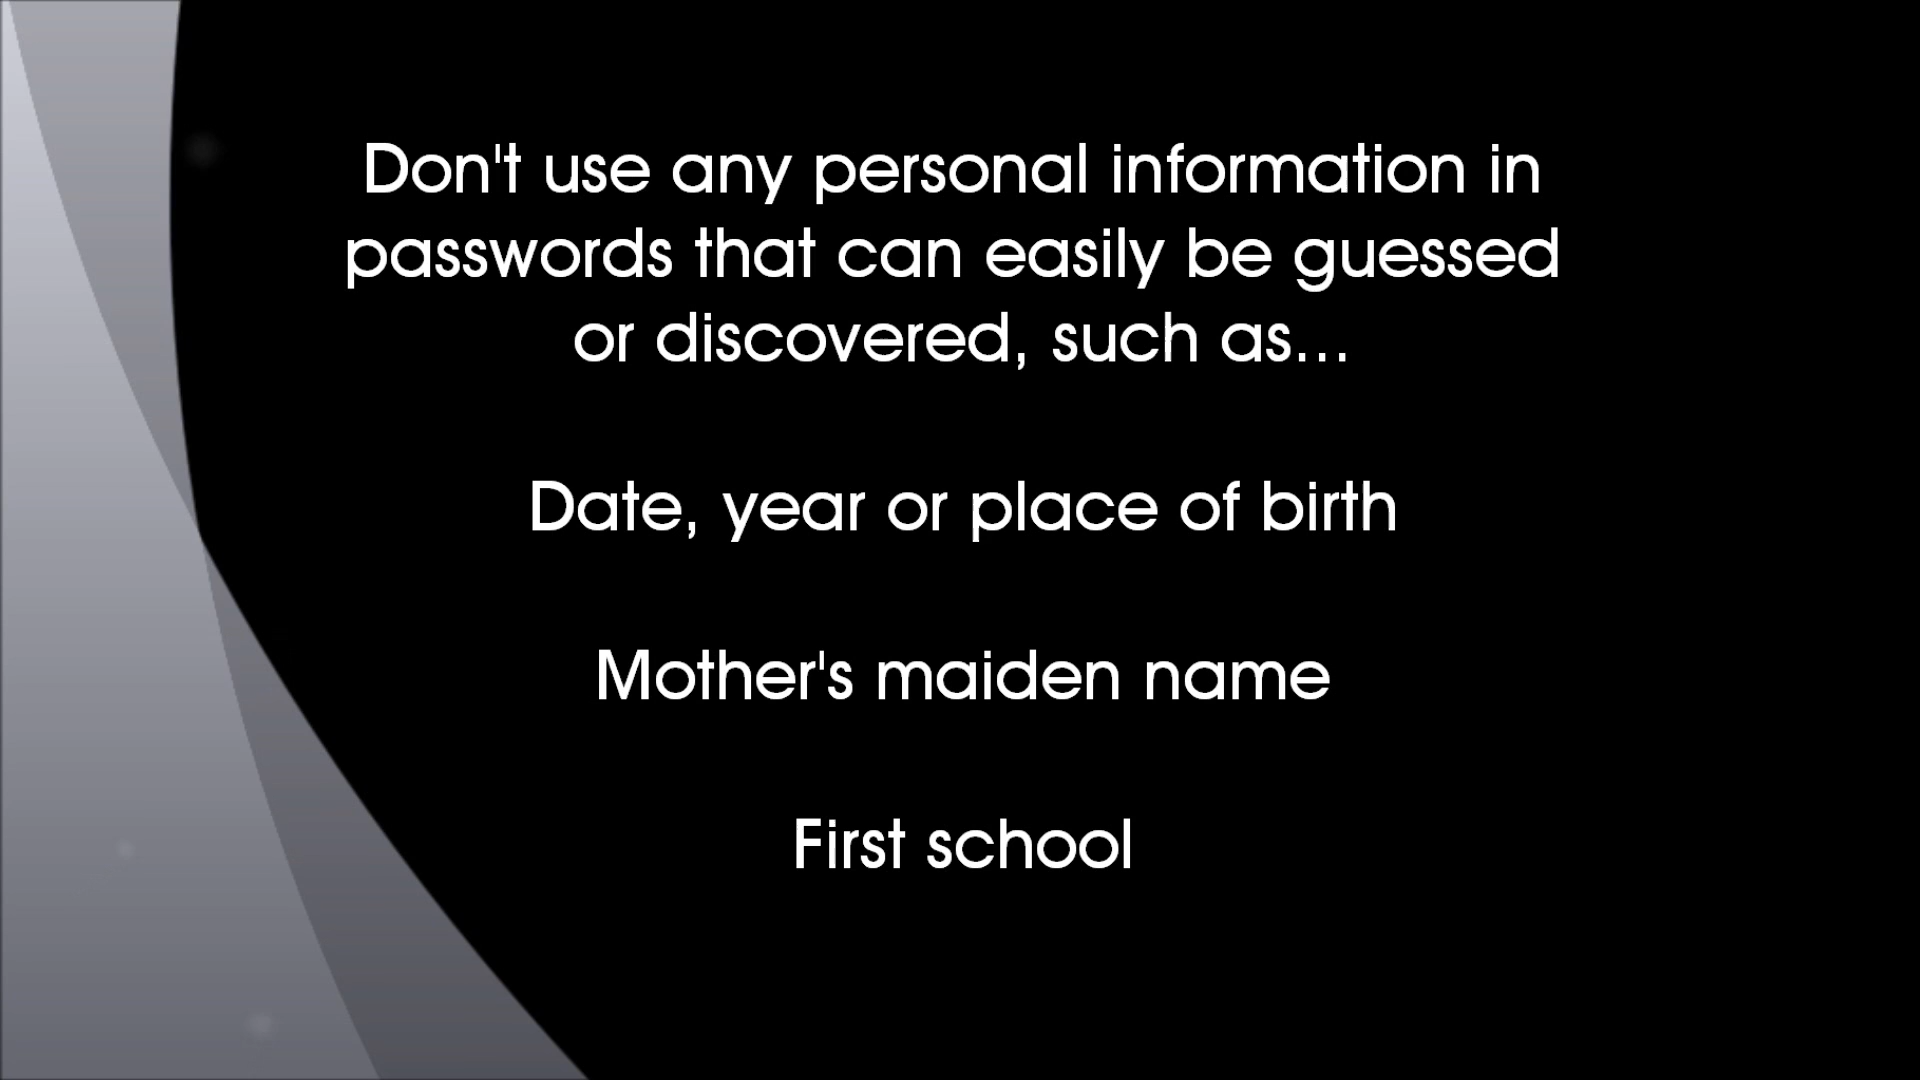 Don't use any personal information in
passwords that can easily be guessed
or discovered, such as...
Date, year or place of birth
Mother's maiden name
First school